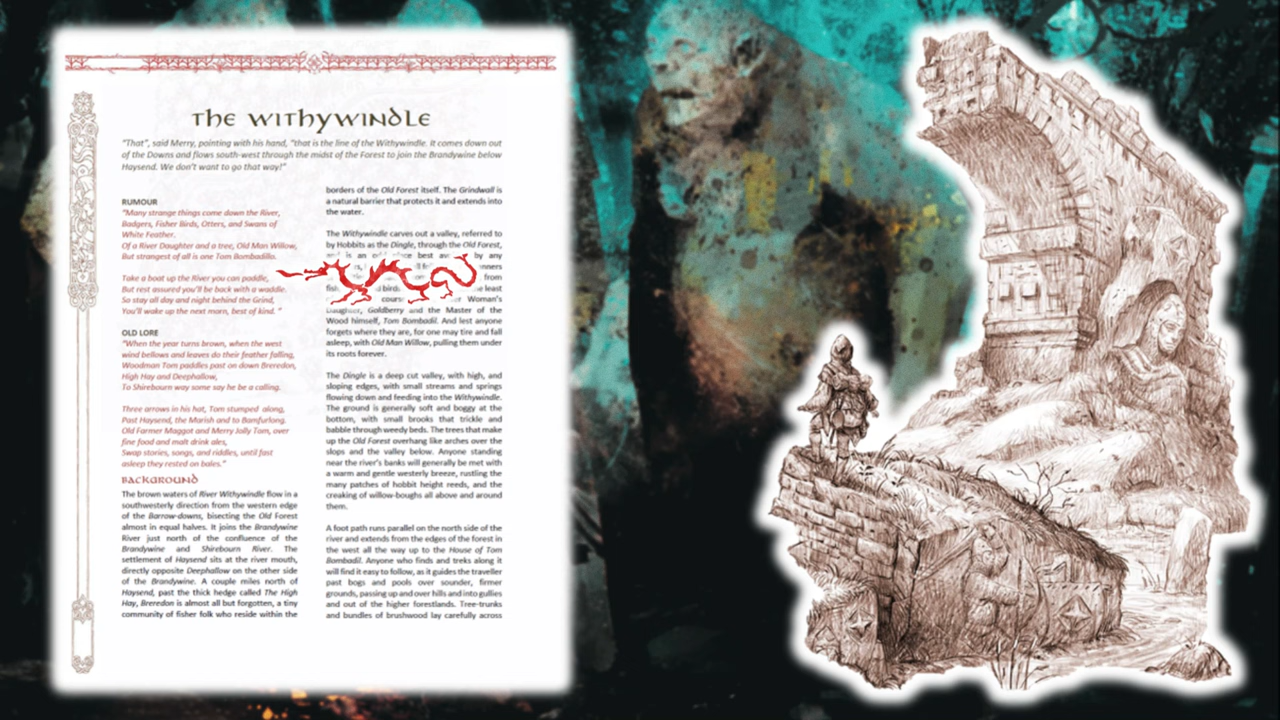 THE WITHYWINDLE
"That", said Merry, pointing with his hand, "that is the line of the Withywindle. It comes down out
of the Downs and flows south-west through the midst of the Forest to join the Brandywine below
Haysend. We don't want to go that way!"
RUMOUR
"Many strange things come down the River,
Badgers, Fisher Birds, Otters, and Swans of
White Feather.
Of a River Daughter and a tree, Old Man Willow,
But strangest of all is one Tom Bombadillo.
Take a boat up the River you can paddle,
But rest assured you'll be back with a waddle.
So stay all day and night behind the Grind,
You'll wake up the next morn, best of kind. "
OLD LORE
"When the year turns brown, when the west
wind bellows and leaves do their feather falling,
Woodman Tom paddles past on down Breredon,
High Hay and Deephallow,
To Shirebourn way some say he be a calling.
Three arrows in his hat, Tom stumped along,
Past Haysend, the Marish and to Bamfurlong.
Old Farmer Maggot and Merry Jolly Tom, over
fine food and malt drink ales,
Swap stories, songs, and riddles, until fast
asleep they rested on bales."
BACKGROUND
The brown waters of River Withywindle flow in a
southwesterly direction from the western edge
of the Barrow-downs, bisecting the Old Forest
almost in equal halves. It joins the Brandywine
River just north of the confluence of the
Brandywine and Shirebourn River. The
settlement of Haysend sits at the river mouth,
directly opposite Deephallow on the other side
of the Brandywine. A couple miles north of
Haysend, past the thick hedge called The High
Hay, Breredon is almost all but forgotten, a tiny
community of fisher folk who reside within the
borders of the Old Forest itself. The Grindwall is
a natural barrier that protects it and extends into
the water.
The Withywindle carves out a valley, referred to
by Hobbits as the Dingle, through the Old Forest,
is an best by any
from
birds least
cours Woman's
Daughter, Goldberry and the Master of the
Wood himself, Tom Bombadil. And lest anyone
forgets where they are, for one may tire and fall
asleep, with Old Man Willow, pulling them under
its roots forever.
The Dingle is a deep cut valley, with high, and
sloping edges, with small streams and springs
flowing down and feeding into the Withywindle.
The ground is generally soft and boggy at the
bottom, with small brooks that trickle and
babble through weedy beds. The trees that make
up the Old Forest overhang like arches over the
slops and the valley below. Anyone standing
near the river's banks will generally be met with
a warm and gentle westerly breeze, rustling the
many patches of hobbit height reeds, and the
creaking of willow-boughs all above and around
them.
A foot path runs parallel on the north side of the
river and extends from the edges of the forest in
the west all the way up to the House of Tom
Bombadil. Anyone who finds and treks along it
will find it easy to follow, as it guides the traveller
past bogs and pools over sounder, firmer
grounds, passing up and over hills and into gullies
and out of the higher forestlands. Tree-trunks
and bundles of brushwood lay carefully across